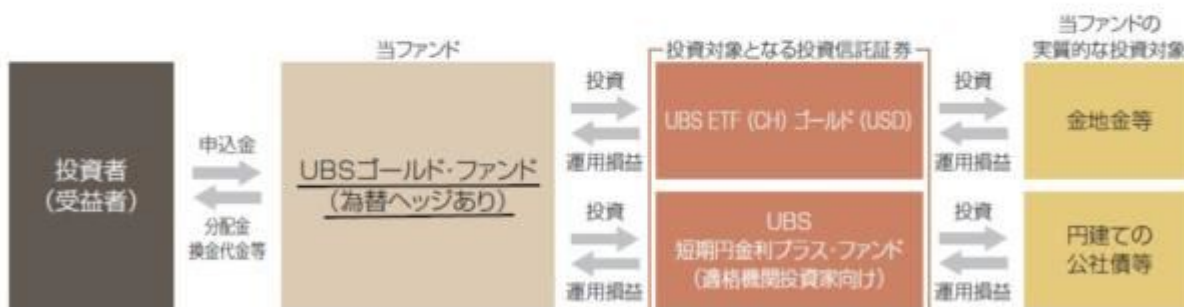 当ファンド
投資対象となる投資信託証券
当ファンドの
実質的な投資対象
投資者
(受益者)
申込金
分配金
換金代金等
UBSゴールド・ファンド
(為替ヘッジあり)
投資
運用損益
UBS ETF (CH) ゴールド (USD)
投資
運用損益
金地金等
投資
運用損益
UBS
短期円金利プラス・ファンド
(適格機関投資家向け)
投資
運用損益
円建ての
公社債等